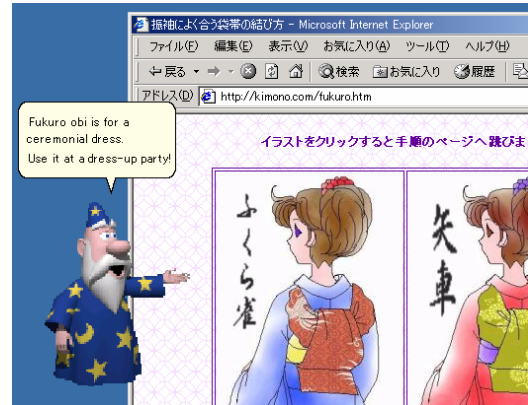 振袖によく合う袋帯の結び方 - Microsoft Internet Explorer
ファイル(F) 編集(E) 表示(V) お気に入り(A) ツール(T) ヘルプ(H)
戻る 検索 お気に入り 履歴
アドレス(D) http://kimono.com/fukuro.htm
Fukuro obi is for a
ceremonial dress.
Use it at a dress-up party!
イラストをクリックすると手順のページへ跳びま
ふくら雀
矢車